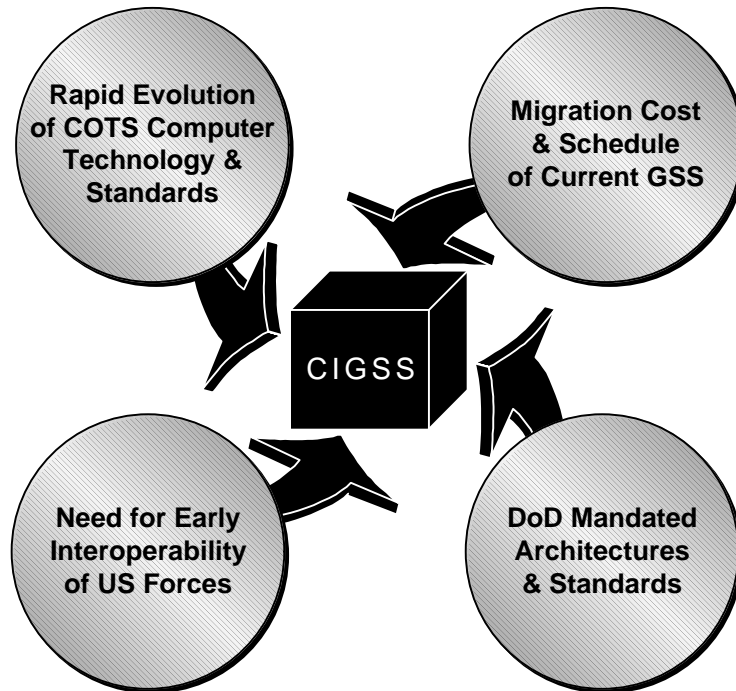 Rapid Evolution
of COTS Computer
Technology &
Standards
Migration Cost
& Schedule
of Current GSS
CIGSS
Need for Early
Interoperability
of US Forces
DoD Mandated
Architectures
& Standards